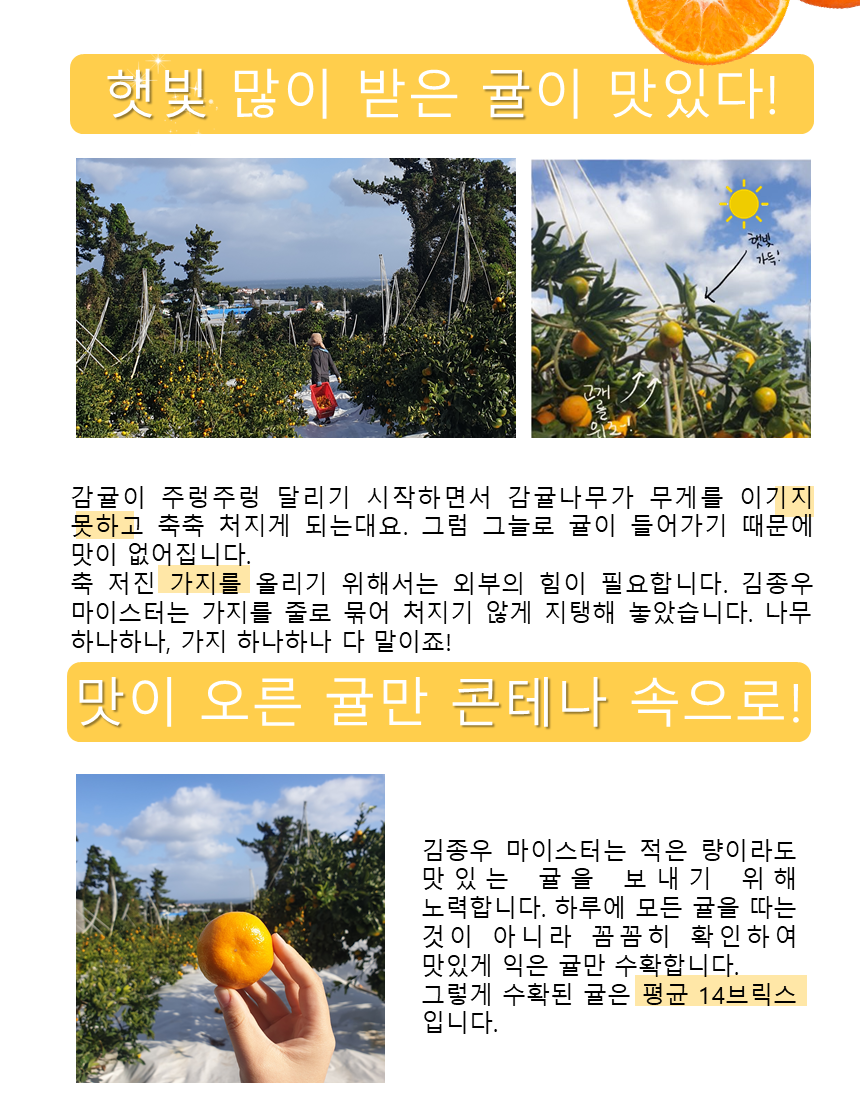 햇빛 많이 받은 귤이 맛있다!
햇빛
가득!
고개
를
위로!
감귤이 주렁주렁 달리기 시작하면서 감귤나무가 무게를 이기지
못하고 축축 처지게 되는대요. 그럼 그늘로 귤이 들어가기 때문에
맛이 없어집니다.
축 저진 가지를 올리기 위해서는 외부의 힘이 필요합니다. 김종우
마이스터는 가지를 줄로 묶어 처지기 않게 지탱해 놓았습니다. 나무
하나하나, 가지 하나하나 다 말이죠!
맛이 오른 귤만 콘테나 속으로!
김종우 마이스터는 적은 량이라도
맛있는 귤을 보내기 위해
노력합니다. 하루에 모든 귤을 따는
것이 아니라 꼼꼼히 확인하여
맛있게 익은 귤만 수확합니다.
그렇게 수확된 귤은 평균 14브릭스
입니다.